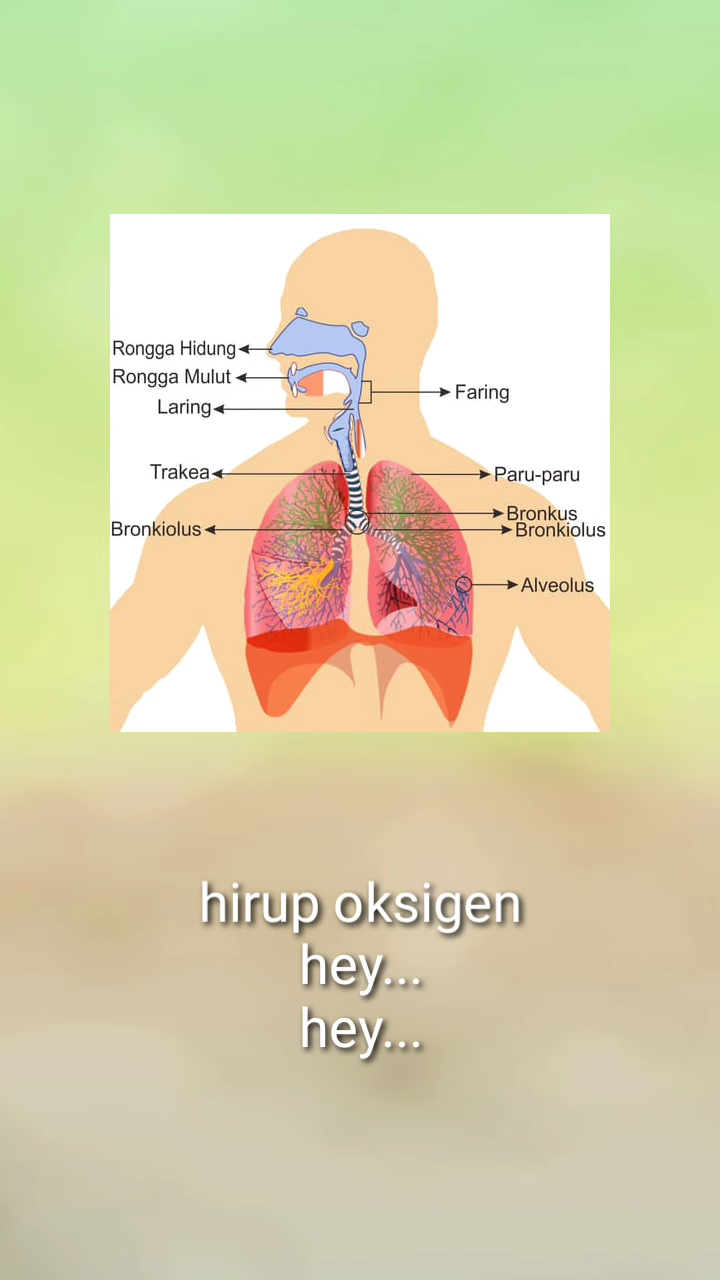 Rongga Hidung
Rongga Mulut
Laring
Faring
Trakea
Paru-paru
Bronkus
Bronkiolus
Bronkiolus
Alveolus
hirup oksigen
hey...
hey...